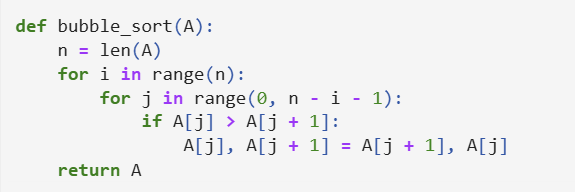 def bubble_sort(A):
    n = len(A)
    for i in range(n):
        for j in range(0, n - i - 1):
            if A[j] > A[j + 1]:
                A[j], A[j + 1] = A[j + 1], A[j]
    return A